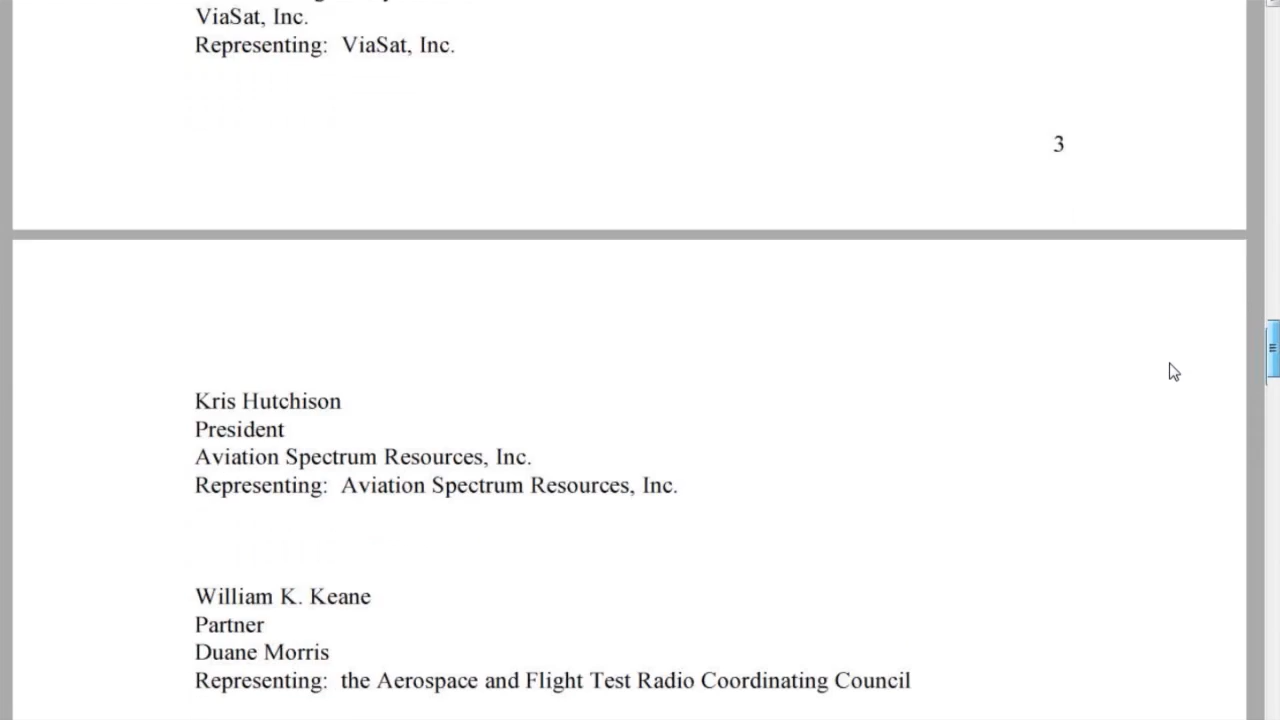 ViaSat, Inc.
Representing: ViaSat, Inc.
3
Kris Hutchison
President
Aviation Spectrum Resources, Inc.
Representing: Aviation Spectrum Resources, Inc.
William K. Keane
Partner
Duane Morris
Representing: the Aerospace and Flight Test Radio Coordinating Council